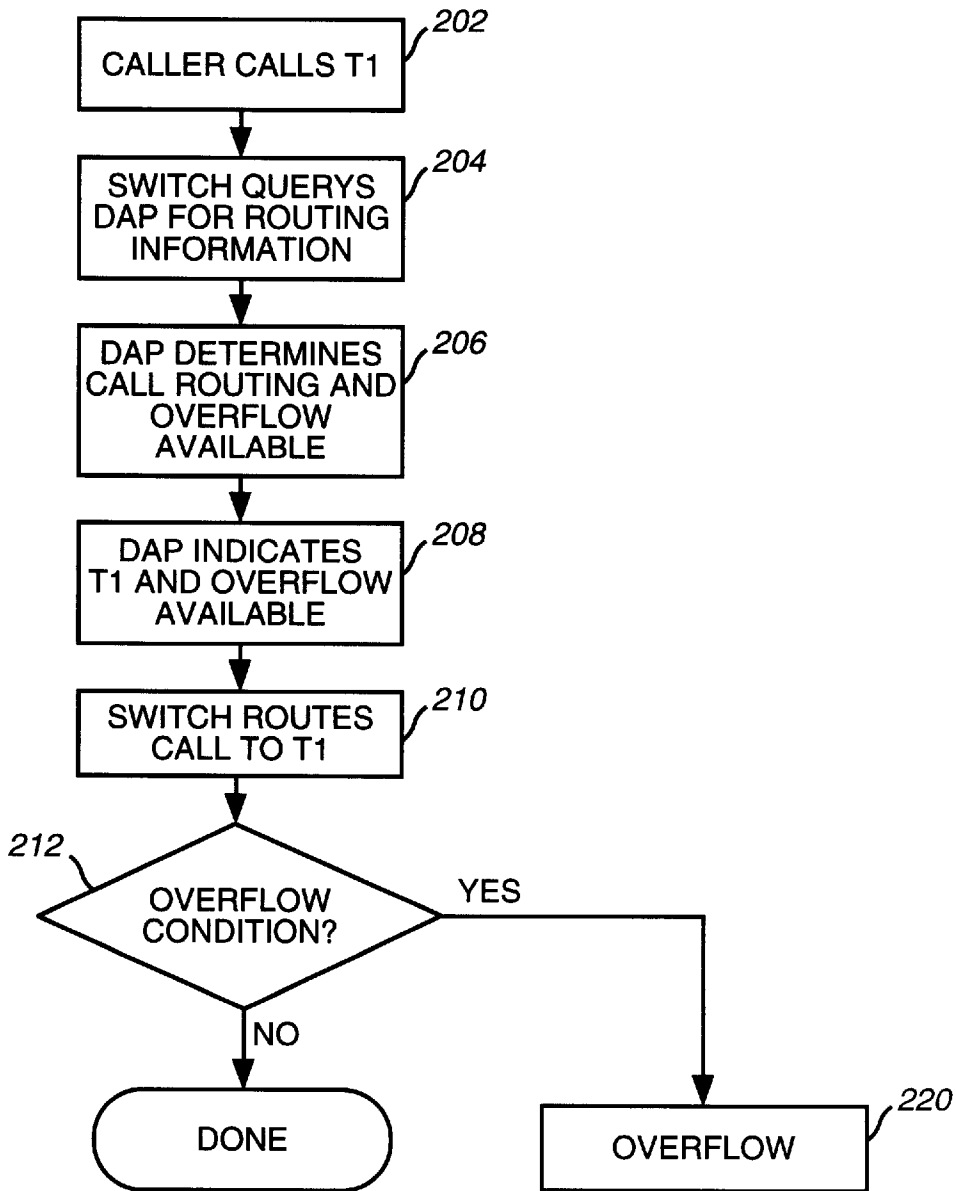 202
CALLER CALLS T1
204
SWITCH QUERYS
DAP FOR ROUTING
INFORMATION
206
DAP DETERMINES
CALL ROUTING AND
OVERFLOW
AVAILABLE
208
DAP INDICATES
T1 AND OVERFLOW
AVAILABLE
210
SWITCH ROUTES
CALL TO T1
212
OVERFLOW
CONDITION?
YES
NO
DONE
220
OVERFLOW